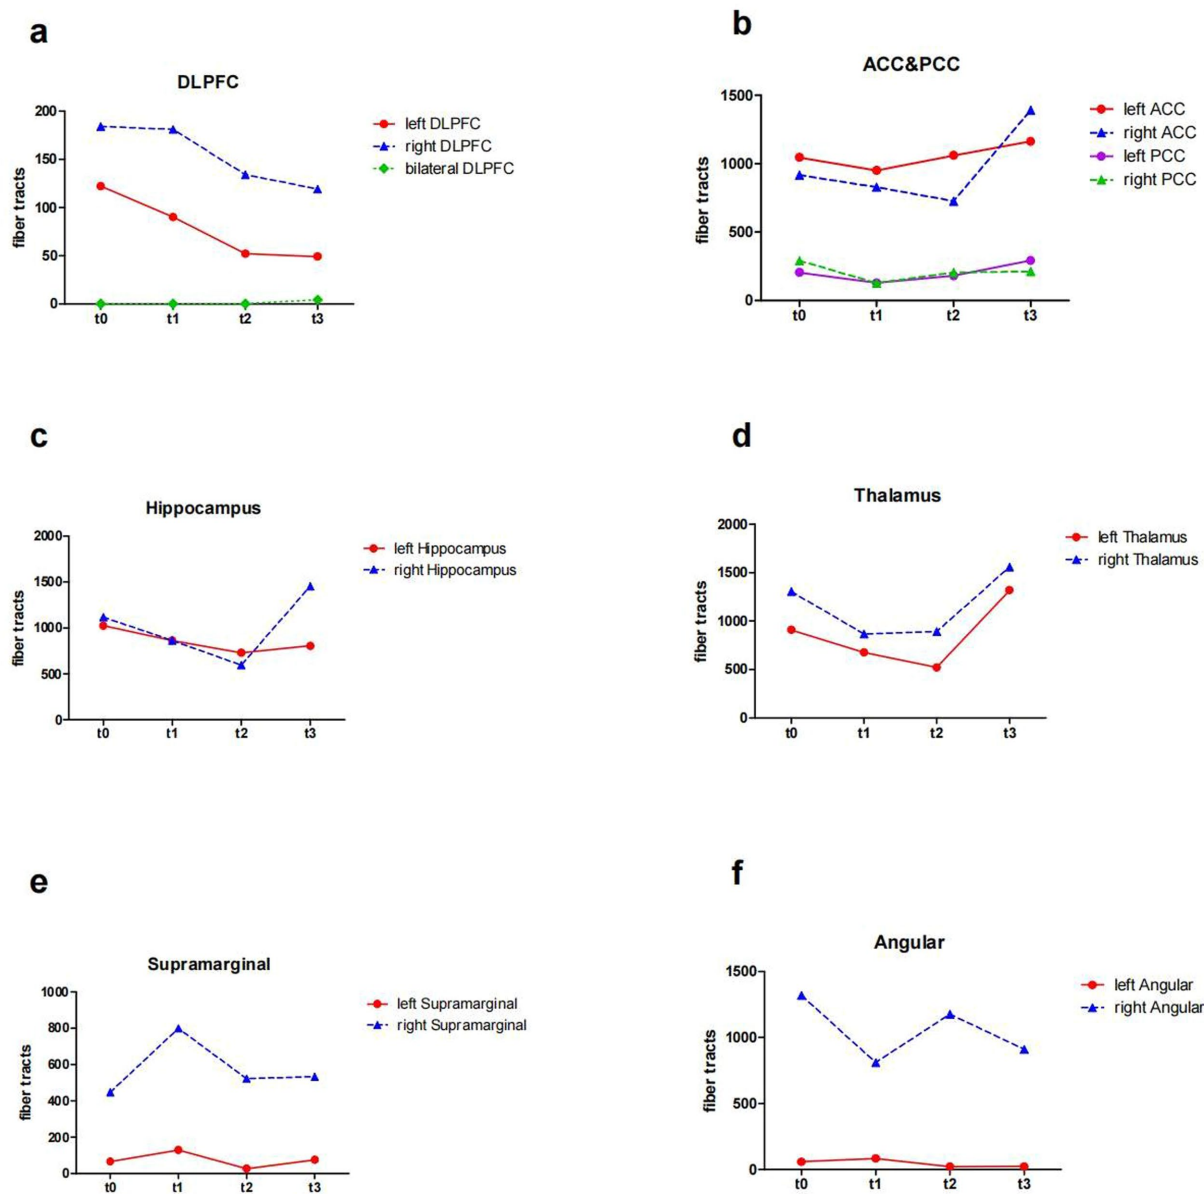 a
DLPFC
200
150
100
50
0
fiber tracts
t0 t1 t2 t3
left DLPFC
right DLPFC
bilateral DLPFC
b
ACC&PCC
1500
1000
500
0
fiber tracts
t0 t1 t2 t3
left ACC
right ACC
left PCC
right PCC
c
Hippocampus
2000
1500
1000
500
0
fiber tracts
t0 t1 t2 t3
left Hippocampus
right Hippocampus
d
Thalamus
2000
1500
1000
500
0
fiber tracts
t0 t1 t2 t3
left Thalamus
right Thalamus
e
Supramarginal
1000
800
600
400
200
0
fiber tracts
t0 t1 t2 t3
left Supramarginal
right Supramarginal
f
Angular
1500
1000
500
0
fiber tracts
t0 t1 t2 t3
left Angular
right Angular